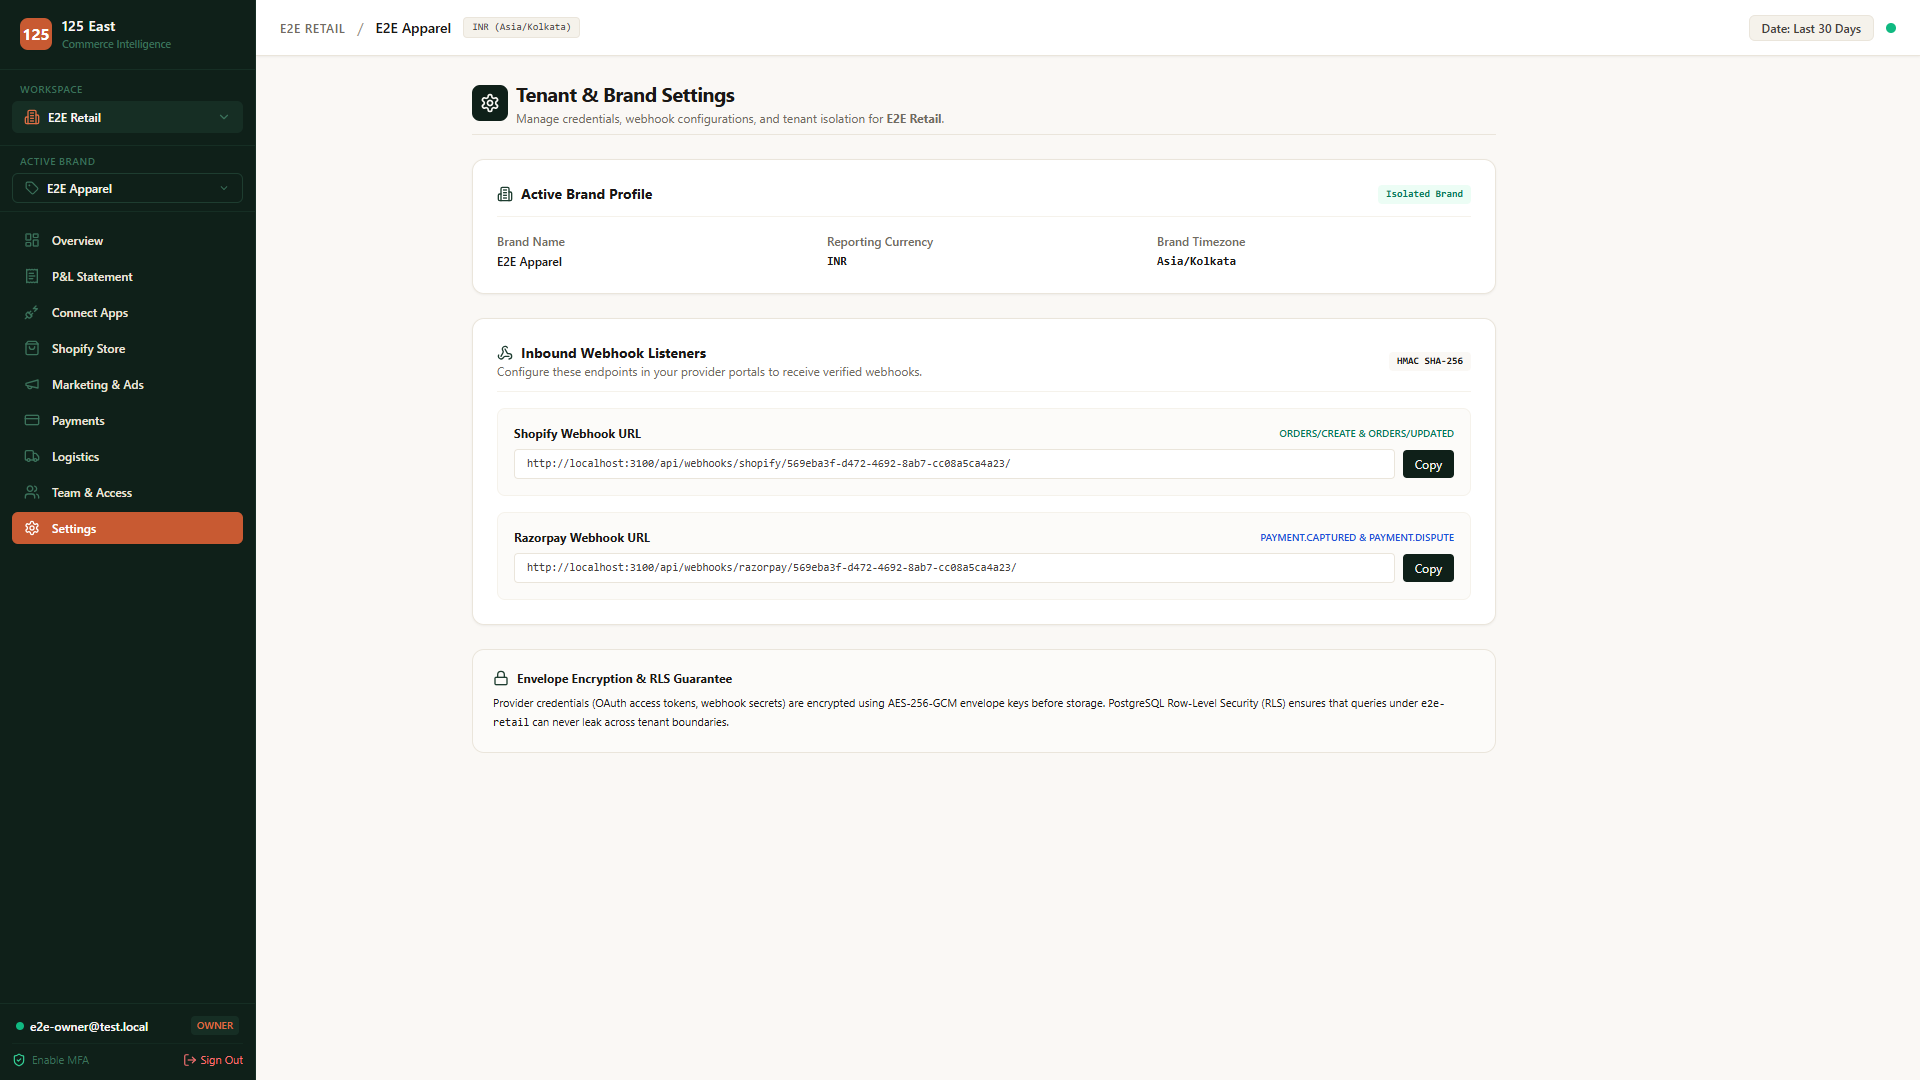 125
125 East
Commerce Intelligence
WORKSPACE
E2E Retail
ACTIVE BRAND
E2E Apparel
Overview
P&L Statement
Connect Apps
Shopify Store
Marketing & Ads
Payments
Logistics
Team & Access
Settings
e2e-owner@test.local
OWNER
Enable MFA
Sign Out
E2E RETAIL / E2E Apparel INR (Asia/Kolkata)
Date: Last 30 Days
Tenant & Brand Settings
Manage credentials, webhook configurations, and tenant isolation for E2E Retail.
Active Brand Profile
Isolated Brand
Brand Name
E2E Apparel
Reporting Currency
INR
Brand Timezone
Asia/Kolkata
Inbound Webhook Listeners
Configure these endpoints in your provider portals to receive verified webhooks.
HMAC SHA-256
Shopify Webhook URL
ORDERS/CREATE & ORDERS/UPDATED
http://localhost:3100/api/webhooks/shopify/569eba3f-d472-4692-8ab7-cc08a5ca4a23/
Copy
Razorpay Webhook URL
PAYMENT.CAPTURED & PAYMENT.DISPUTE
http://localhost:3100/api/webhooks/razorpay/569eba3f-d472-4692-8ab7-cc08a5ca4a23/
Copy
Envelope Encryption & RLS Guarantee
Provider credentials (OAuth access tokens, webhook secrets) are encrypted using AES-256-GCM envelope keys before storage. PostgreSQL Row-Level Security (RLS) ensures that queries under e2e-
retail can never leak across tenant boundaries.